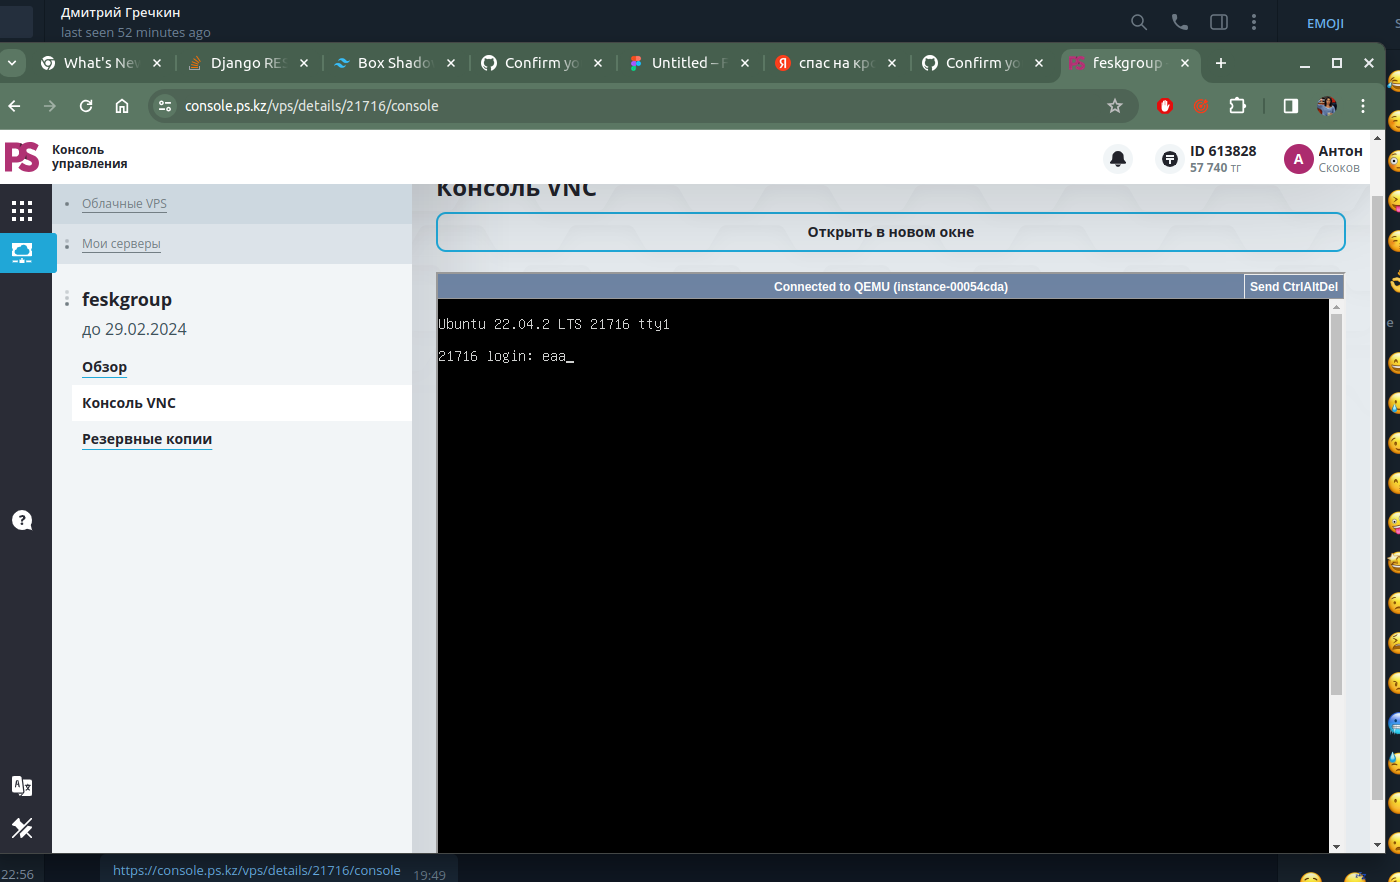 Дмитрий Гречкин
last seen 52 minutes ago
EMOJI
What's Nev
Django RES
Box Shado
Confirm yo
Untitled – F
спас на кре
Confirm yo
feskgroup
console.ps.kz/vps/details/21716/console
PS
Консоль
управления
ID 613828
57 740 тг
А
Антон
Скоков
Облачные VPS
Мои серверы
feskgroup
до 29.02.2024
Обзор
Консоль VNC
Резервные копии
Консоль VNC
Открыть в новом окне
Connected to QEMU (instance-00054cda)
Send CtrlAltDel
Ubuntu 22.04.2 LTS 21716 tty1
21716 login: eaa_
22:56
https://console.ps.kz/vps/details/21716/console
19:49